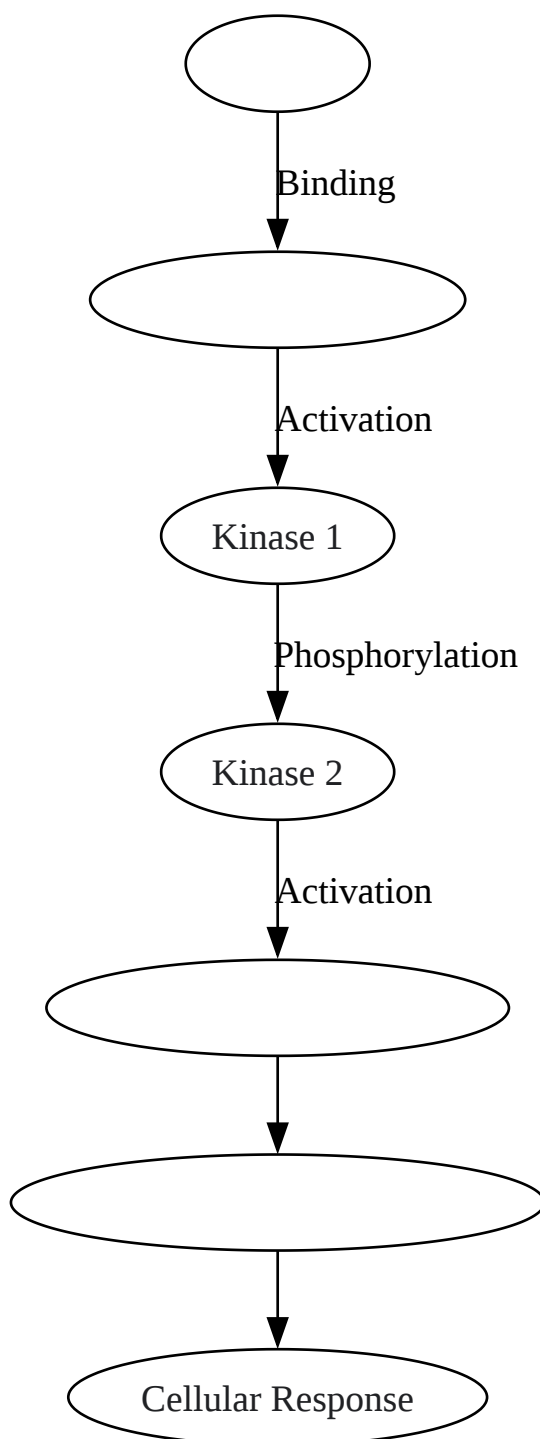 Binding
Activation
Kinase 1
Phosphorylation
Kinase 2
Activation
Cellular Response